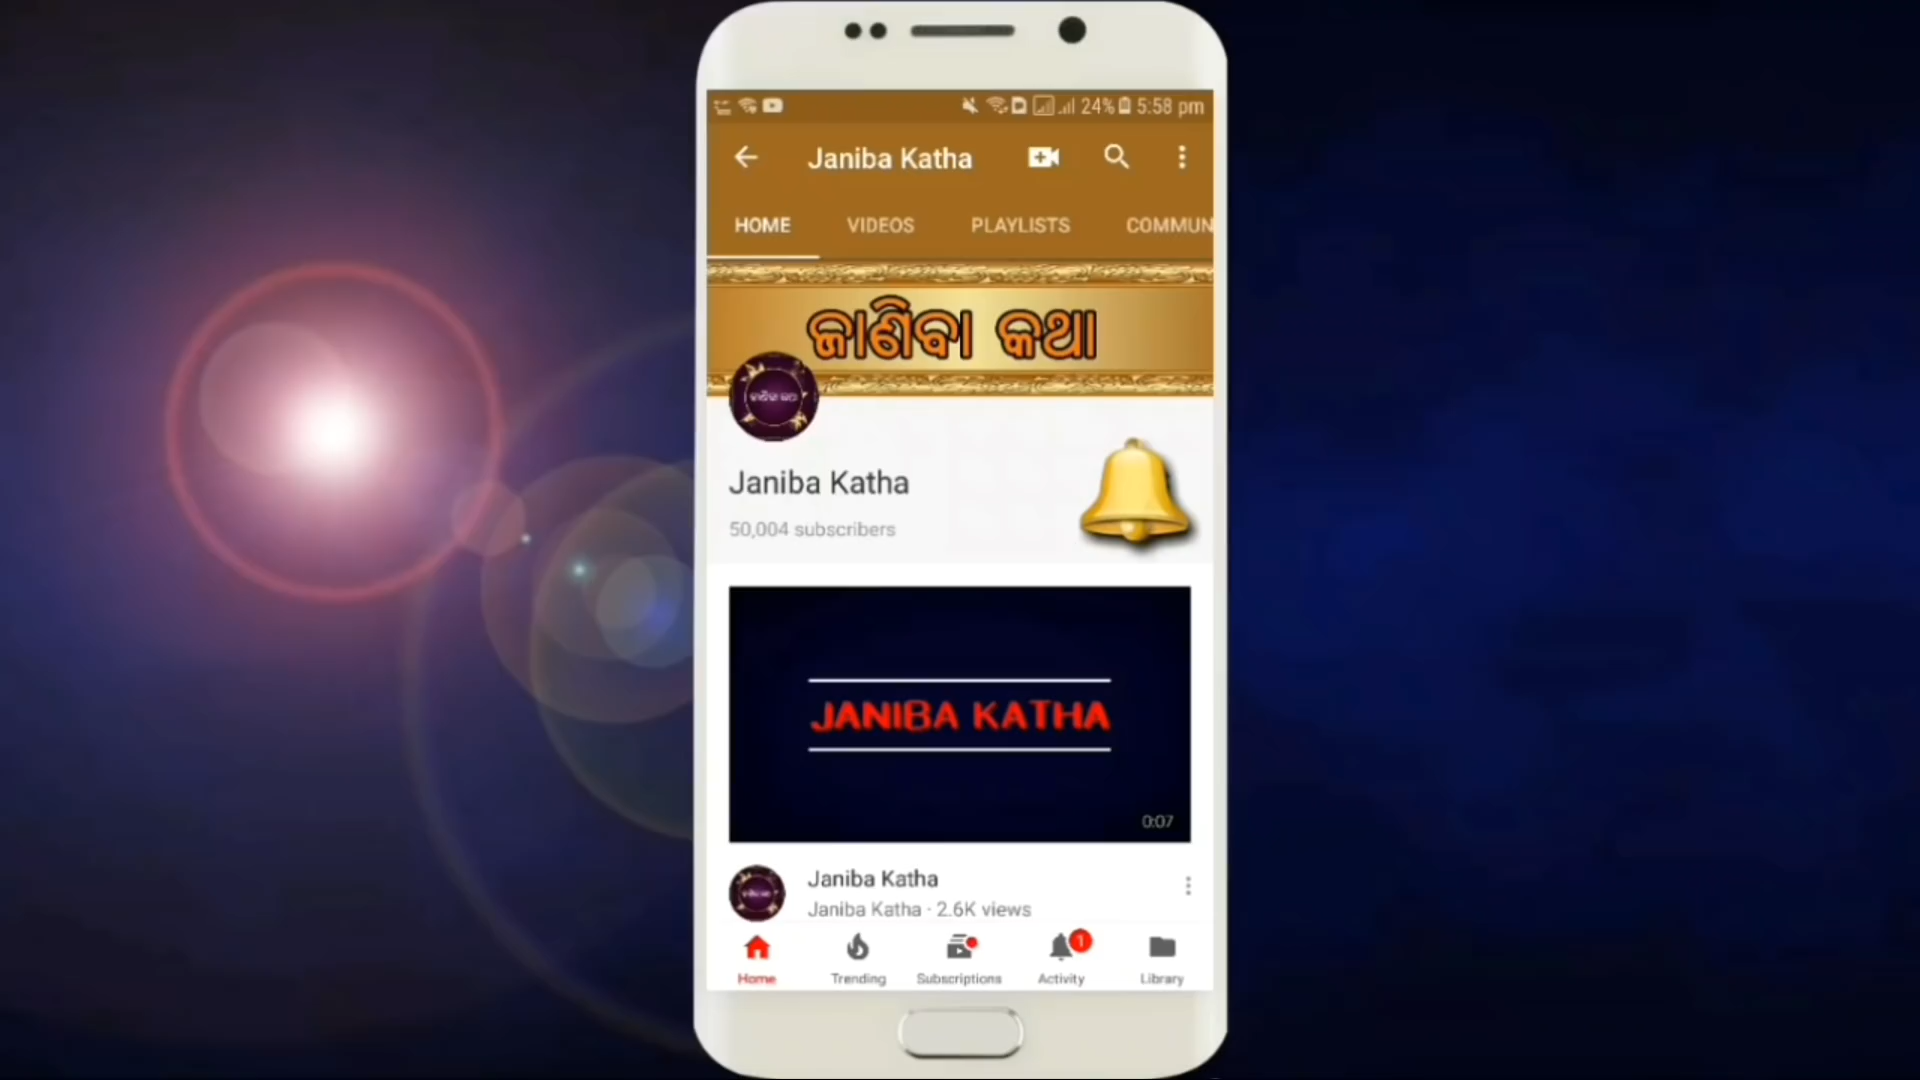 24% 5:58 pm
Janiba Katha
HOME VIDEOS PLAYLISTS COMMUN
ଜାଣିବା କଥା
ଜାଣିବା କଥା
Janiba Katha
50,004 subscribers
JANIBA KATHA
0:07
Janiba Katha
Janiba Katha · 2.6K views
1
Home Trending Subscriptions Activity Library